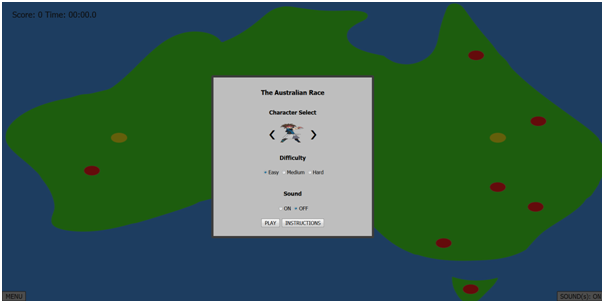 Score: 0 Time: 00:00.0
The Australian Race
Character Select
Difficulty
Easy Medium Hard
Sound
ON OFF
PLAY INSTRUCTIONS
MENU
SOUND(s): ON